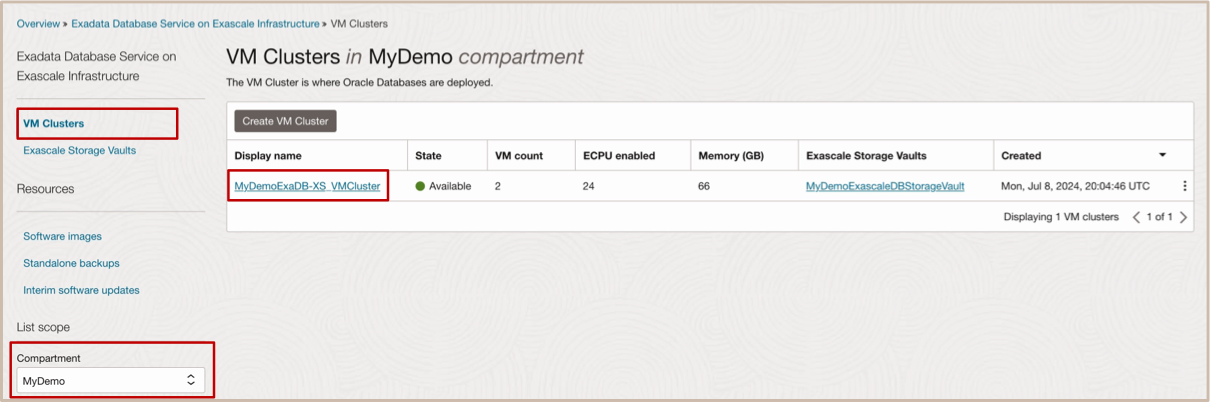 Overview » Exadata Database Service on Exascale Infrastructure » VM Clusters
Exadata Database Service on
Exascale Infrastructure
VM Clusters
Exascale Storage Vaults
Resources
Software images
Standalone backups
Interim software updates
List scope
Compartment
MyDemo
VM Clusters in MyDemo compartment
The VM Cluster is where Oracle Databases are deployed.
Create VM Cluster
Display name State VM count ECPU enabled Memory (GB) Exascale Storage Vaults Created
MyDemoExaDB-XS_VMCluster Available 2 24 66 MyDemoExascaleDBStorageVault Mon, Jul 8, 2024, 20:04:46 UTC
Displaying 1 VM clusters < 1 of 1 >